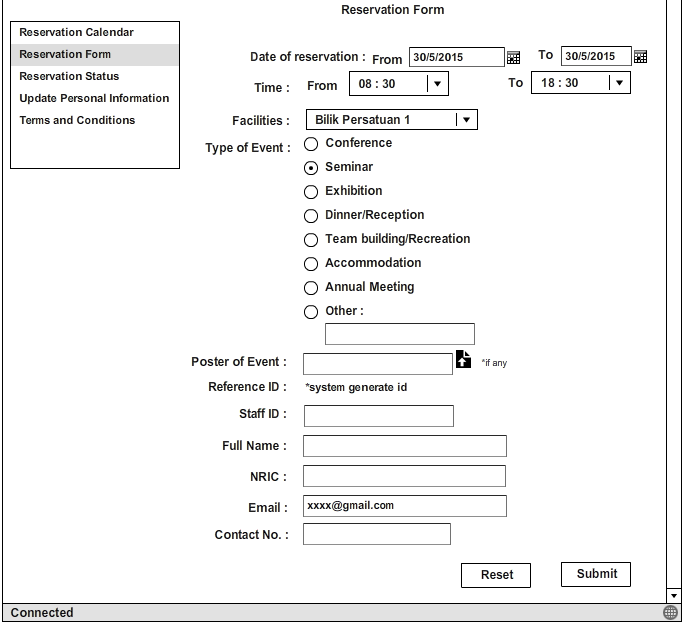 Reservation Form
Reservation Calendar
Reservation Form
Reservation Status
Update Personal Information
Terms and Conditions
Date of reservation : From 30/5/2015 To 30/5/2015
Time : From 08 : 30 To 18 : 30
Facilities : Bilik Persatuan 1
Type of Event : Conference
Seminar
Exhibition
Dinner/Reception
Team building/Recreation
Accommodation
Annual Meeting
Other :
Poster of Event : *if any
Reference ID : *system generate id
Staff ID :
Full Name :
NRIC :
Email : xxxx@gmail.com
Contact No. :
Reset Submit
Connected